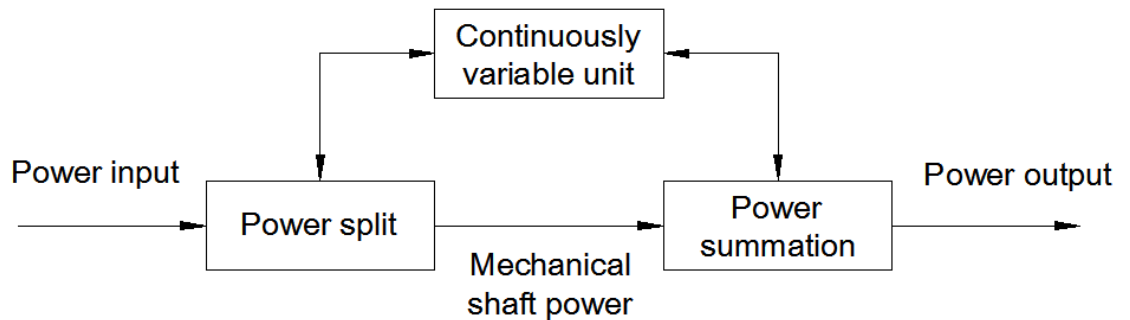 Continuously
variable unit
Power input
Power split
Mechanical
shaft power
Power
summation
Power output